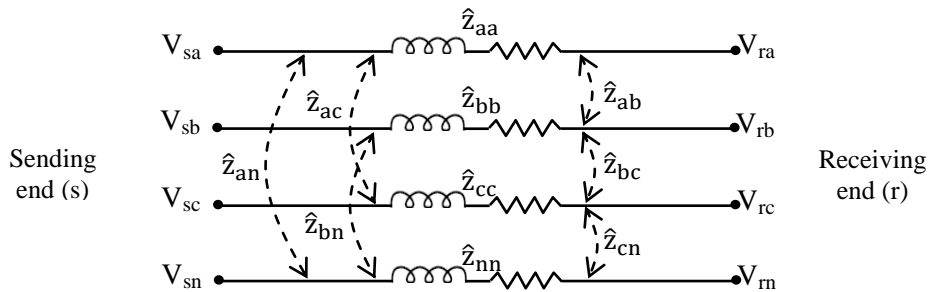 V_sa ẑ_aa V_ra
ẑ_ac ẑ_ab
V_sb ẑ_bb V_rb
Sending end (s)
ẑ_an ẑ_bc
Receiving end (r)
V_sc ẑ_cc V_rc
ẑ_bn ẑ_cn
V_sn ẑ_nn V_rn